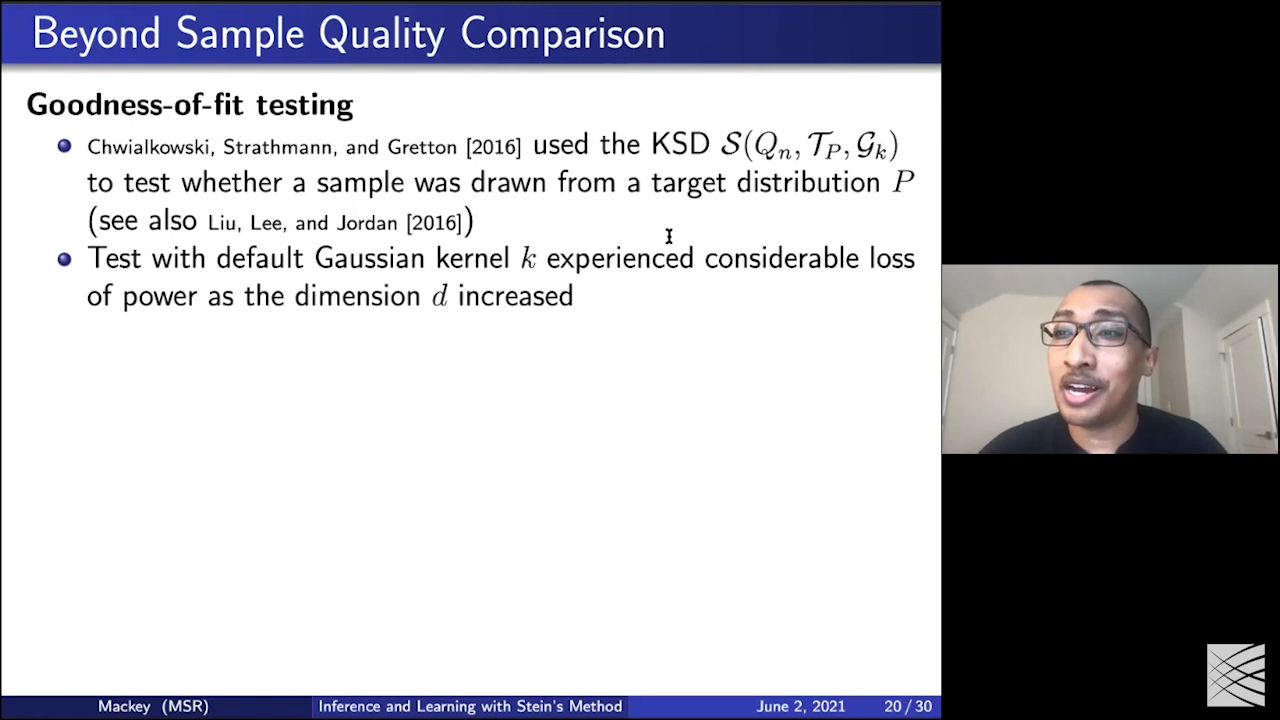 Beyond Sample Quality Comparison
Goodness-of-fit testing
Chwialkowski, Strathmann, and Gretton [2016] used the KSD 𝒮(Qₙ, 𝒯_P, 𝒢ₖ)
to test whether a sample was drawn from a target distribution P
(see also Liu, Lee, and Jordan [2016])
Test with default Gaussian kernel k experienced considerable loss
of power as the dimension d increased
Mackey (MSR) Inference and Learning with Stein's Method June 2, 2021 20 / 30